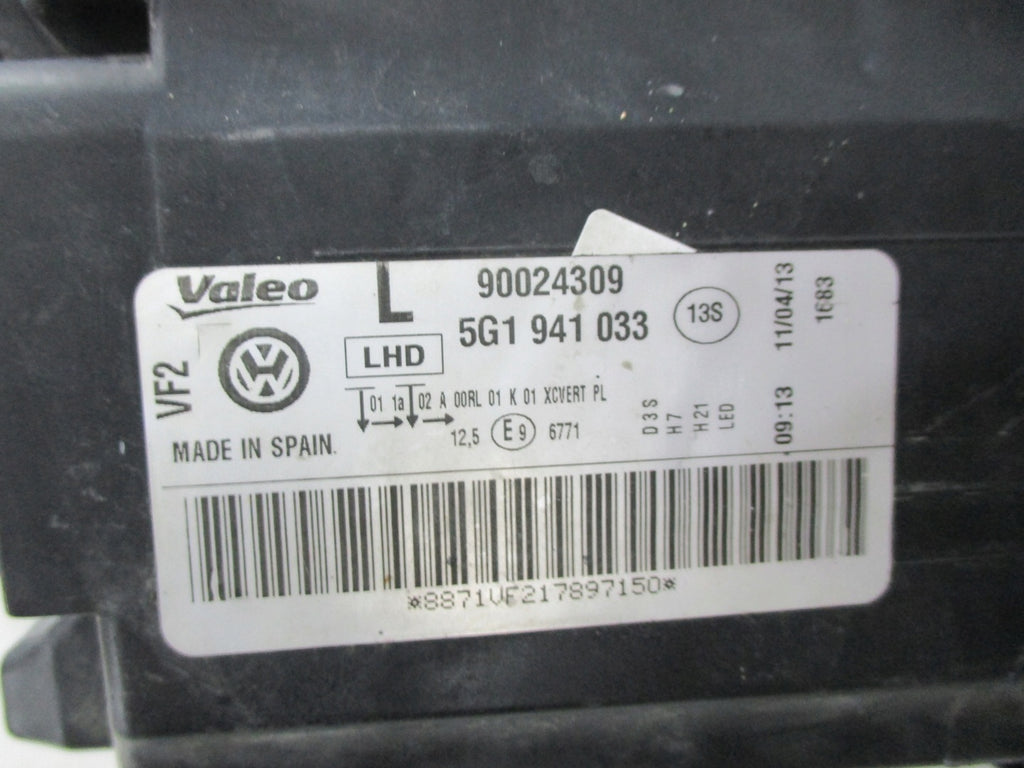 Valeo
L
90024309
5G1 941 033
13S
LHD
VF2
01 1a 02 A 00RL 01 K 01 XCVERT PL
12,5 E9 6771
MADE IN SPAIN.
D3S
H7
H21
LED
09:13 11/04/13
1683
*8871VF217897150*